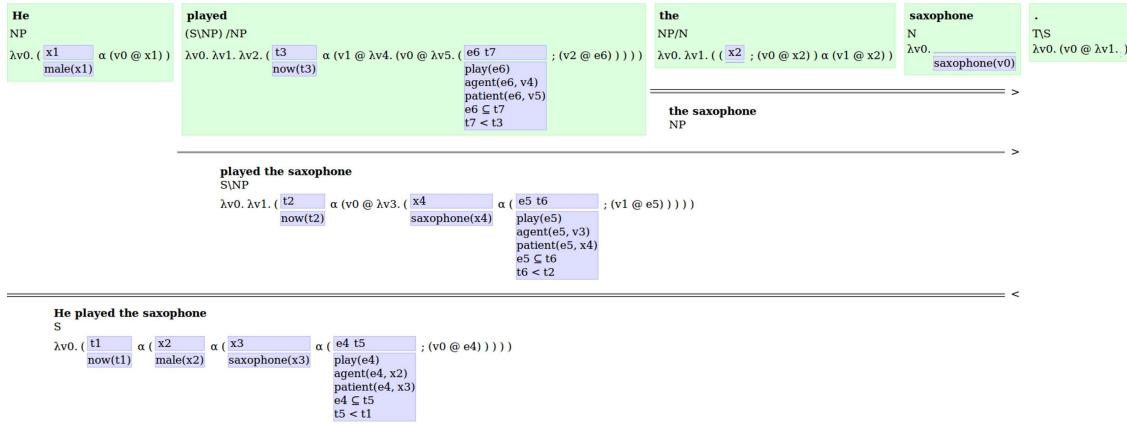 He played the saxophone .
NP (S\NP) /NP NP/N N T\S
λv0. ( x1 α (v0 @ x1) ) λv0. λv1. λv2. ( t3 α (v1 @ λv4. (v0 @ λv5. ( e6 t7 ; (v2 @ e6) ) ) ) ) λv0. λv1. ( ( x2 ; (v0 @ x2) ) α (v1 @ x2) ) λv0. λv0. (v0 @ λv1. )
male(x1) now(t3) play(e6) saxophone(v0)
agent(e6, v4)
patient(e6, v5)
e6 ⊆ t7
t7 < t3
>
the saxophone
NP
>
played the saxophone
S\NP
λv0. λv1. ( t2 α (v0 @ λv3. ( x4 α ( e5 t6 ; (v1 @ e5) ) ) ) )
now(t2) saxophone(x4) play(e5)
agent(e5, v3)
patient(e5, x4)
e5 ⊆ t6
t6 < t2
<
He played the saxophone
S
λv0. ( t1 α ( x2 α ( x3 α ( e4 t5 ; (v0 @ e4) ) ) ) )
now(t1) male(x2) saxophone(x3) play(e4)
agent(e4, x2)
patient(e4, x3)
e4 ⊆ t5
t5 < t1